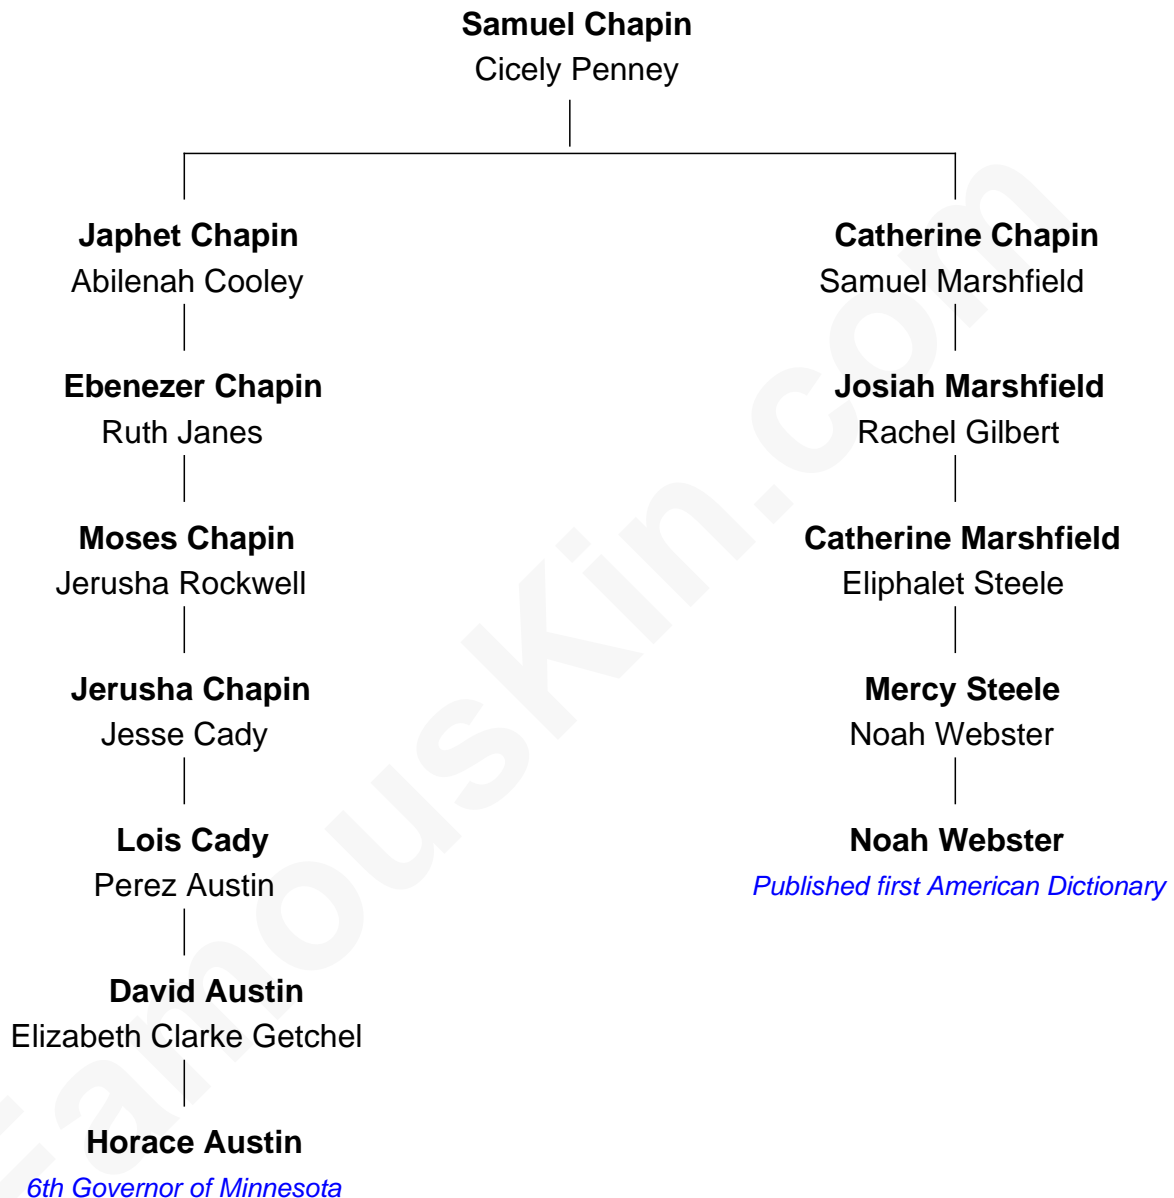 Samuel Chapin
Cicely Penney
Japhet Chapin
Abilenah Cooley
Catherine Chapin
Samuel Marshfield
Ebenezer Chapin
Ruth Janes
Josiah Marshfield
Rachel Gilbert
Moses Chapin
Jerusha Rockwell
Catherine Marshfield
Eliphalet Steele
Jerusha Chapin
Jesse Cady
Mercy Steele
Noah Webster
Lois Cady
Perez Austin
Noah Webster
Published first American Dictionary
David Austin
Elizabeth Clarke Getchel
Horace Austin
6th Governor of Minnesota
FamousKin.com